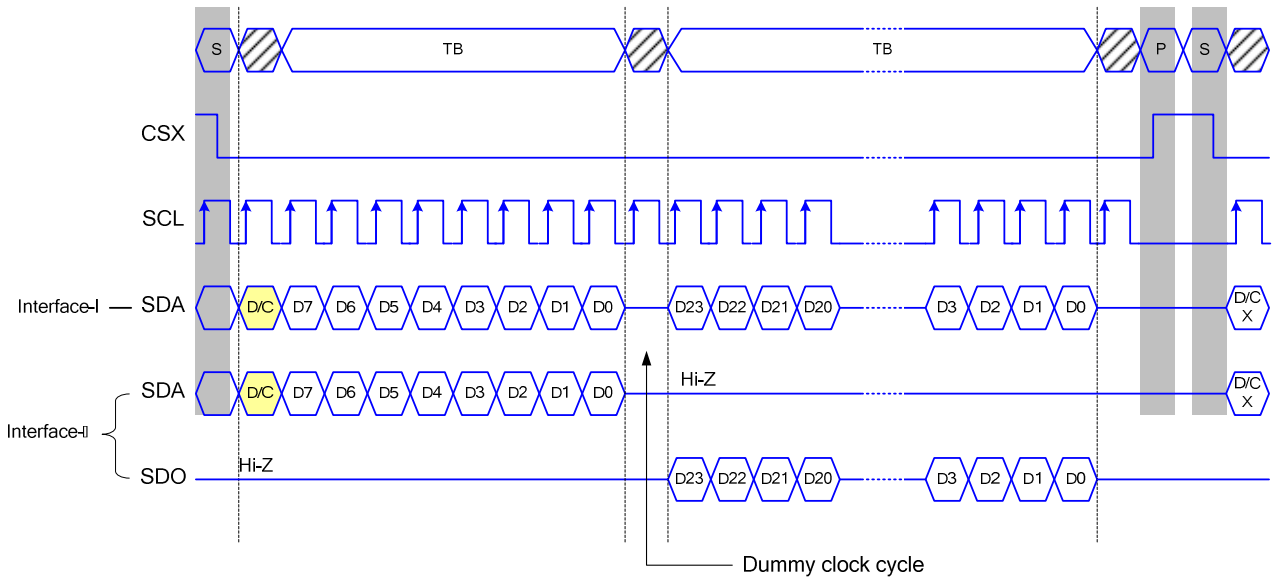 S TB TB P S
CSX
SCL
Interface-I SDA D/C D7 D6 D5 D4 D3 D2 D1 D0 D23 D22 D21 D20 D3 D2 D1 D0 D/C X
SDA D/C D7 D6 D5 D4 D3 D2 D1 D0 Hi-Z D/C X
Interface-▯
SDO Hi-Z D23 D22 D21 D20 D3 D2 D1 D0
Dummy clock cycle